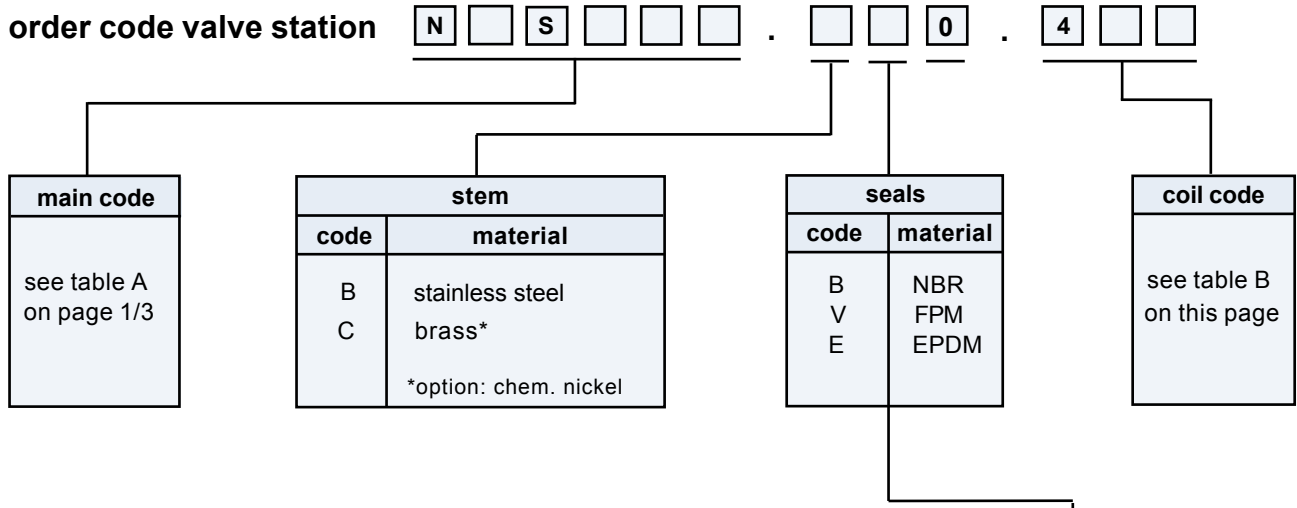 order code valve station N S . 0 . 4
main code
see table A
on page 1/3
stem
code material
B stainless steel
C brass*
*option: chem. nickel
seals
code material
B NBR
V FPM
E EPDM
coil code
see table B
on this page